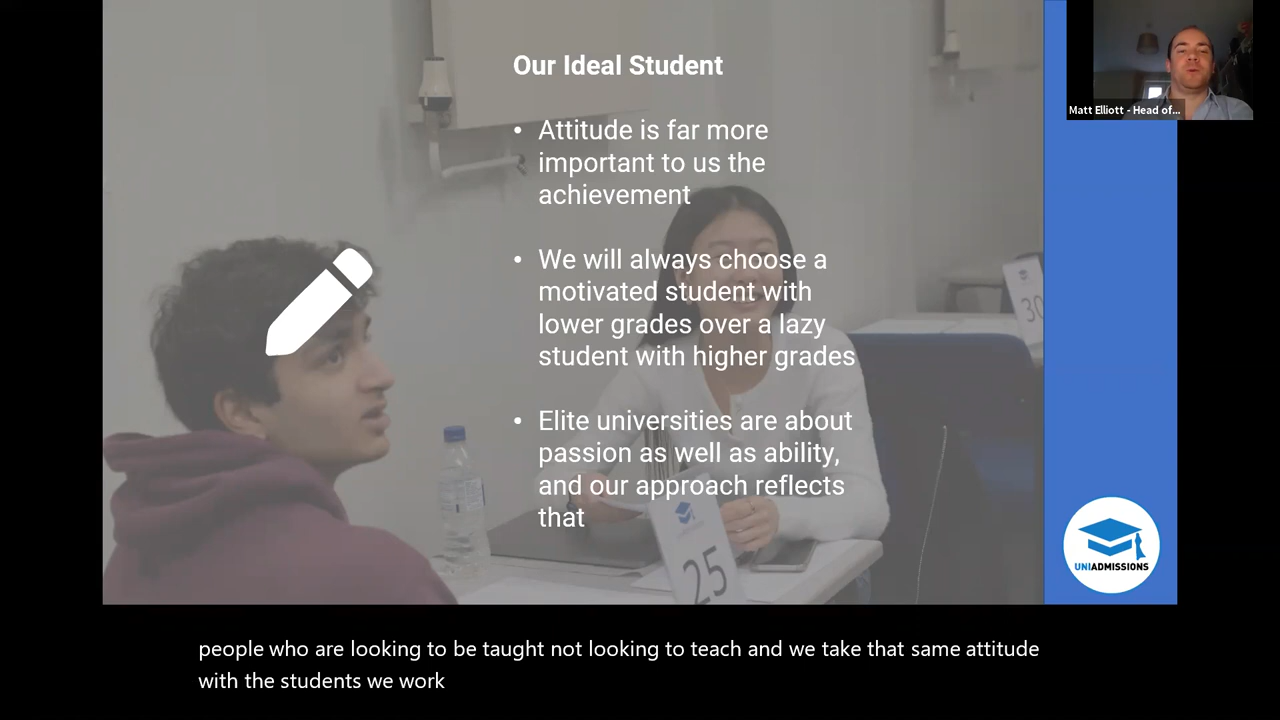 Our Ideal Student
• Attitude is far more
important to us the
achievement
• We will always choose a
motivated student with
lower grades over a lazy
student with higher grades
• Elite universities are about
passion as well as ability,
and our approach reflects
that
Matt Elliott - Head of...
30
25
UNIADMISSIONS
people who are looking to be taught not looking to teach and we take that same attitude
with the students we work